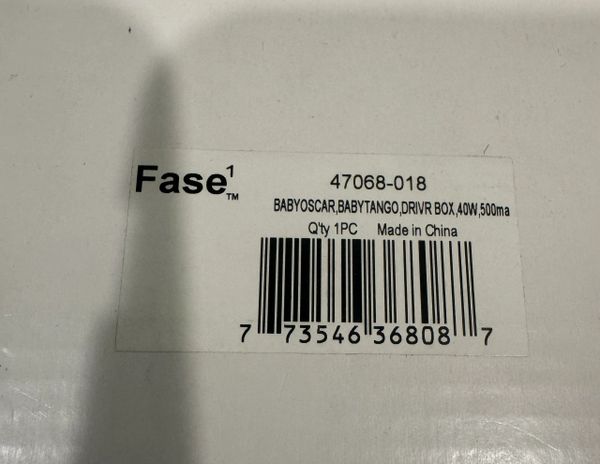 Fase1™
47068-018
BABYOSCAR,BABYTANGO,DRIVR BOX,40W,500ma
Q'ty 1PC Made in China
7 73546 36808 7